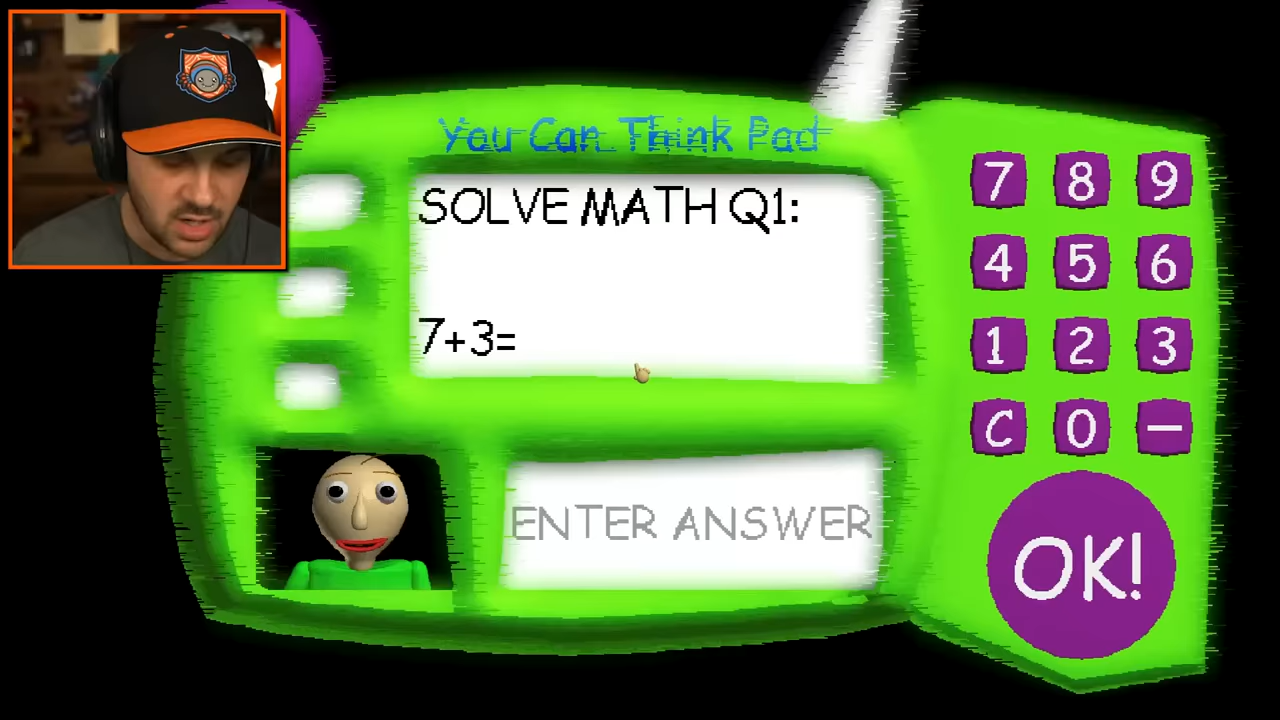 You Can Think Pad
SOLVE MATH Q1:
7+3=
ENTER ANSWER
7 8 9
4 5 6
1 2 3
C 0 —
OK!